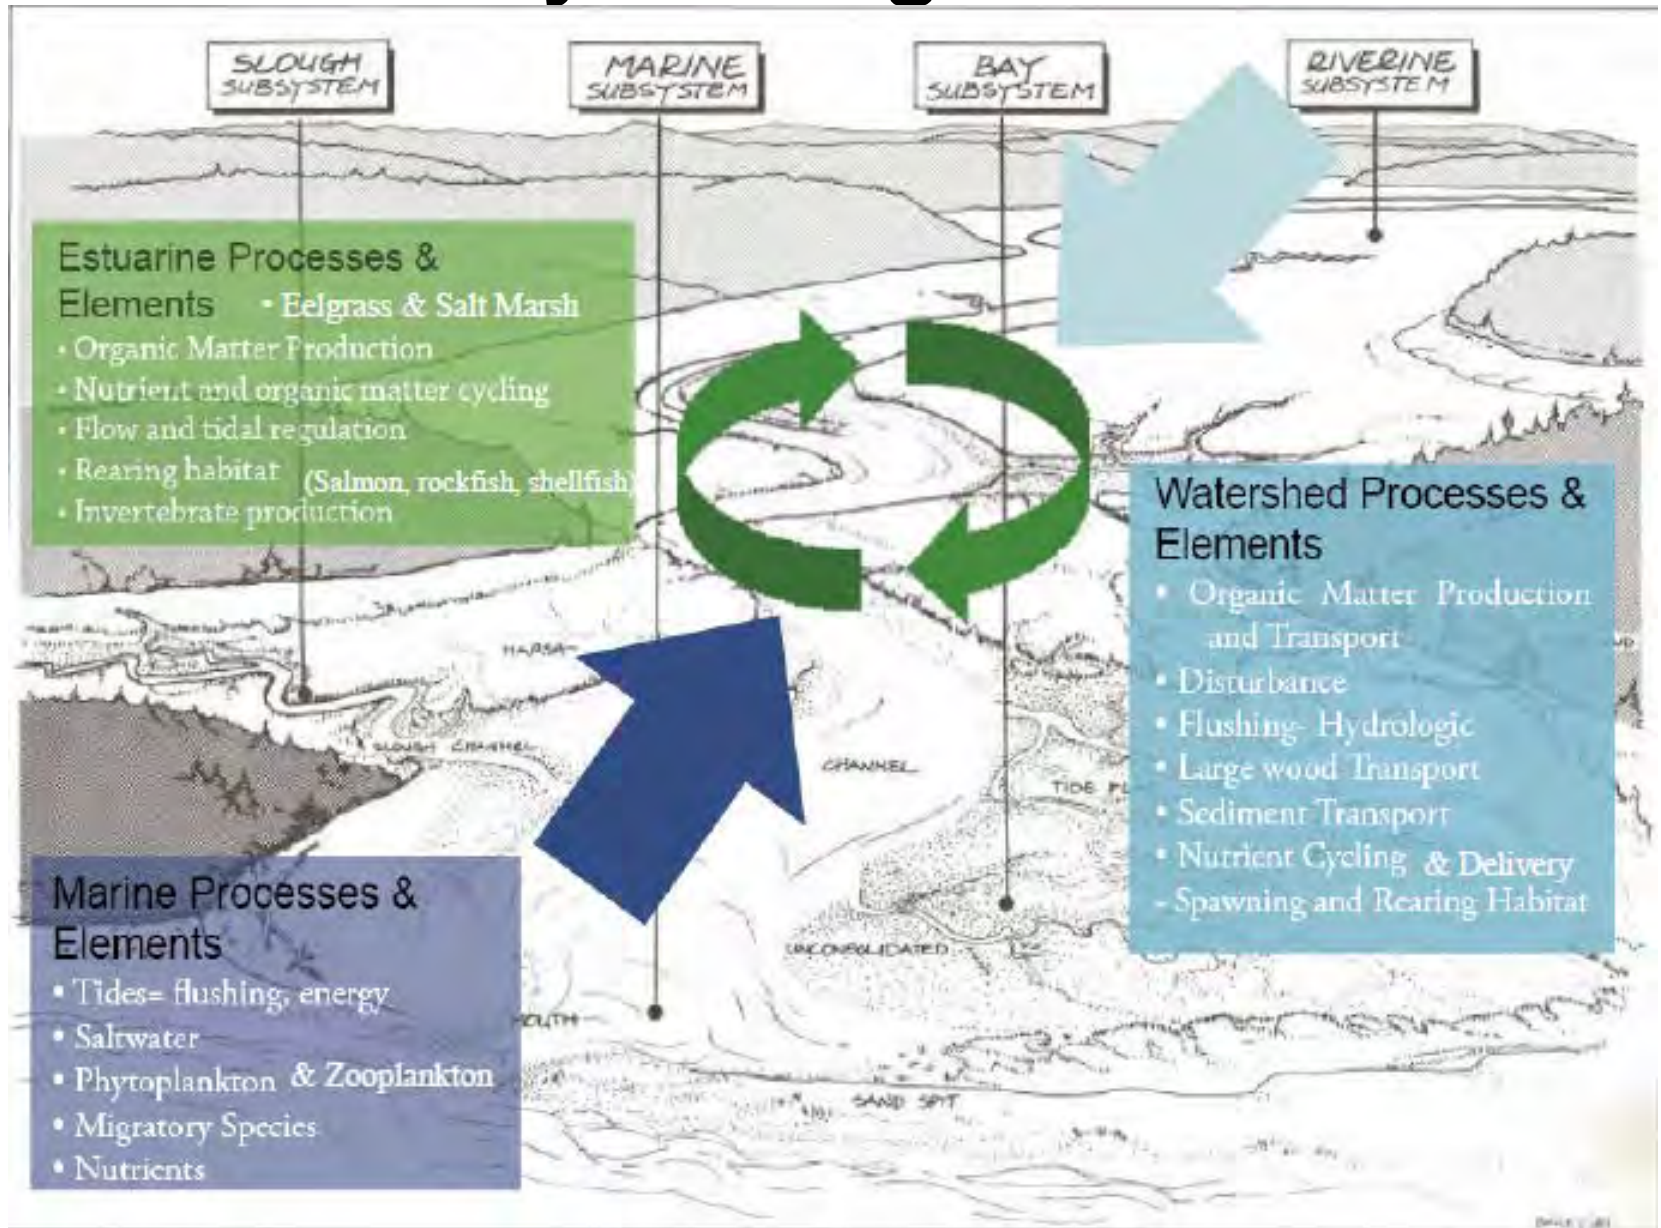 SLOUGH
SUBSYSTEM
MARINE
SUBSYSTEM
BAY
SUBSYSTEM
RIVERINE
SUBSYSTEM
Estuarine Processes &
Elements • Eelgrass & Salt Marsh
• Organic Matter Production
• Nutrient and organic matter cycling
• Flow and tidal regulation
• Rearing habitat (Salmon, rockfish, shellfish)
• Invertebrate production
Watershed Processes &
Elements
• Organic Matter Production
and Transport
• Disturbance
• Flushing- Hydrologic
• Large wood Transport
• Sediment Transport
• Nutrient Cycling & Delivery
- Spawning and Rearing Habitat
MARSH
SLOUGH CHANNEL
CHANNEL
TIDE
UNCONSOLIDATED
Marine Processes &
Elements
• Tides= flushing, energy
• Saltwater
• Phytoplankton & Zooplankton
• Migratory Species
• Nutrients
SAND SPIT